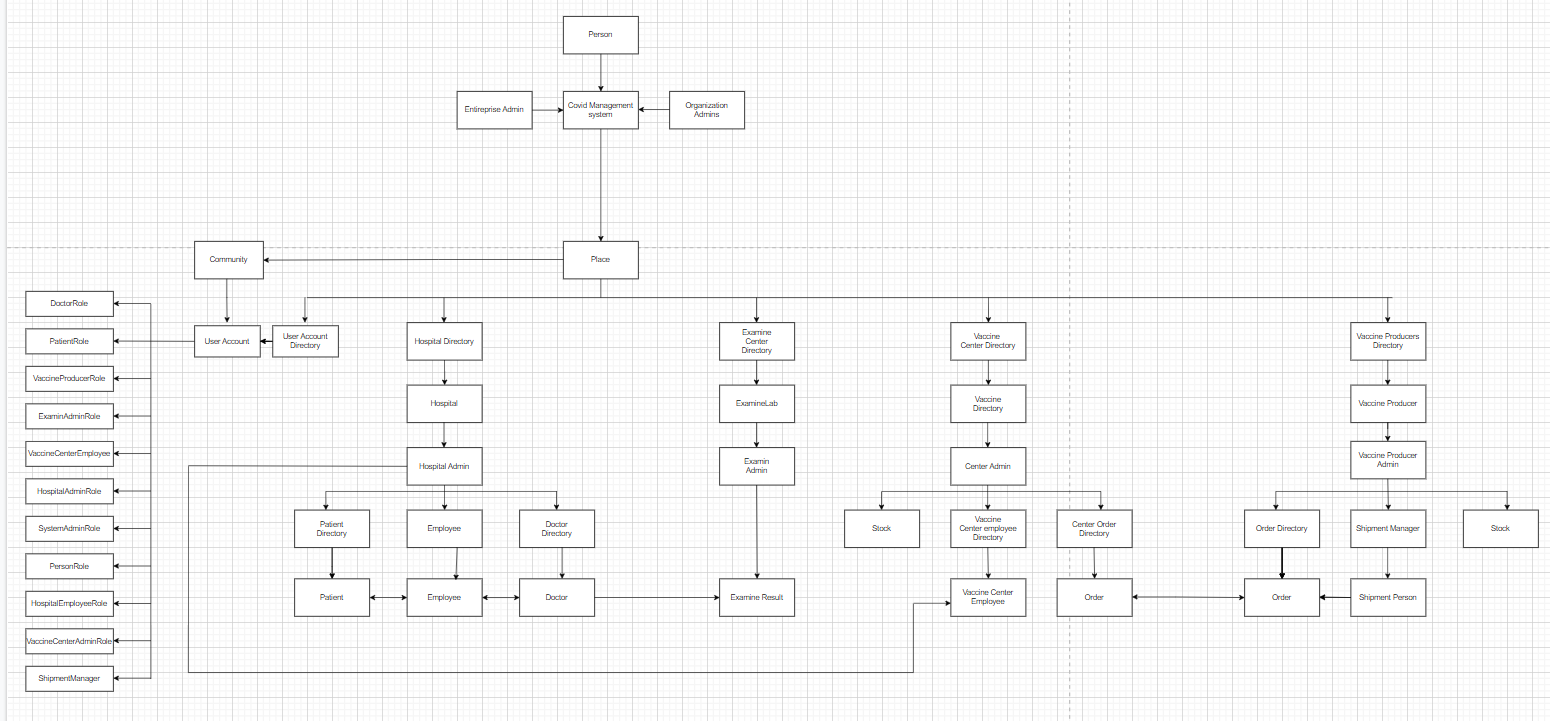 Person
Entireprise Admin
Covid Management
system
Organization
Admins
Community
Place
DoctorRole
PatientRole
VaccineProducerRole
ExaminAdminRole
VaccineCenterEmployee
HospitalAdminRole
SystemAdminRole
PersonRole
HospitalEmployeeRole
VaccineCenterAdminRole
ShipmentManager
User Account
User Account
Directory
Hospital Directory
Examine
Center
Directory
Vaccine
Center Directory
Vaccine Producers
Directory
Hospital
ExamineLab
Vaccine
Directory
Vaccine Producer
Hospital Admin
Examin
Admin
Center Admin
Vaccine Producer
Admin
Patient
Directory
Employee
Doctor
Directory
Stock
Vaccine
Center employee
Directory
Center Order
Directory
Order Directory
Shipment Manager
Stock
Patient
Employee
Doctor
Examine Result
Vaccine Center
Employee
Order
Order
Shipment Person